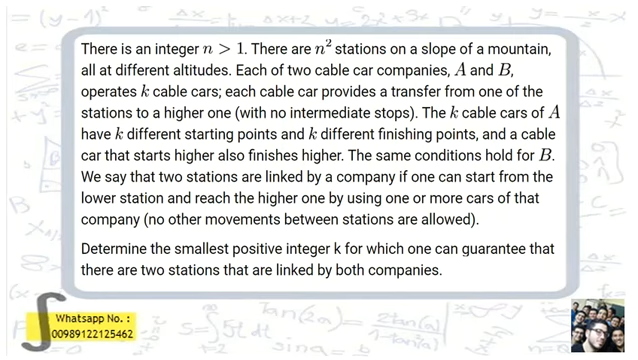 There is an integer n > 1. There are n² stations on a slope of a mountain,
all at different altitudes. Each of two cable car companies, A and B,
operates k cable cars; each cable car provides a transfer from one of the
stations to a higher one (with no intermediate stops). The k cable cars of A
have k different starting points and k different finishing points, and a cable
car that starts higher also finishes higher. The same conditions hold for B.
We say that two stations are linked by a company if one can start from the
lower station and reach the higher one by using one or more cars of that
company (no other movements between stations are allowed).
Determine the smallest positive integer k for which one can guarantee that
there are two stations that are linked by both companies.
Whatsapp No. :
00989122125462